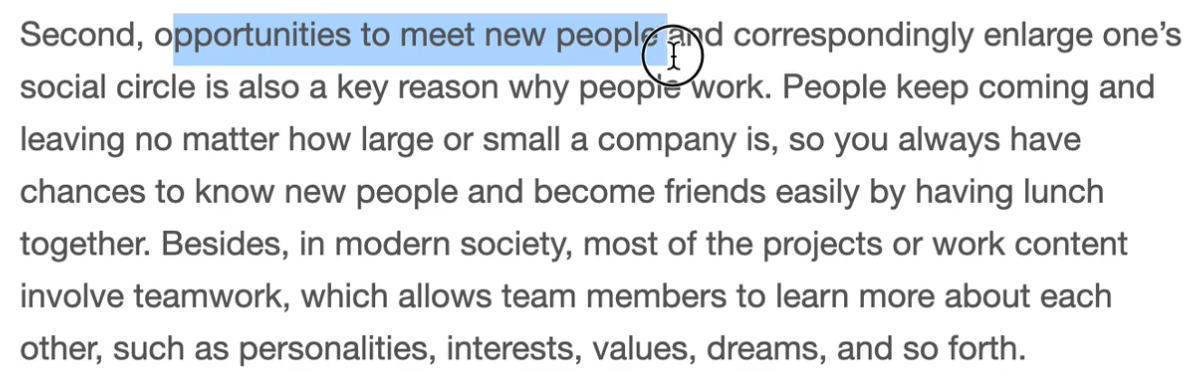 Second, opportunities to meet new people and correspondingly enlarge one’s
social circle is also a key reason why people work. People keep coming and
leaving no matter how large or small a company is, so you always have
chances to know new people and become friends easily by having lunch
together. Besides, in modern society, most of the projects or work content
involve teamwork, which allows team members to learn more about each
other, such as personalities, interests, values, dreams, and so forth.